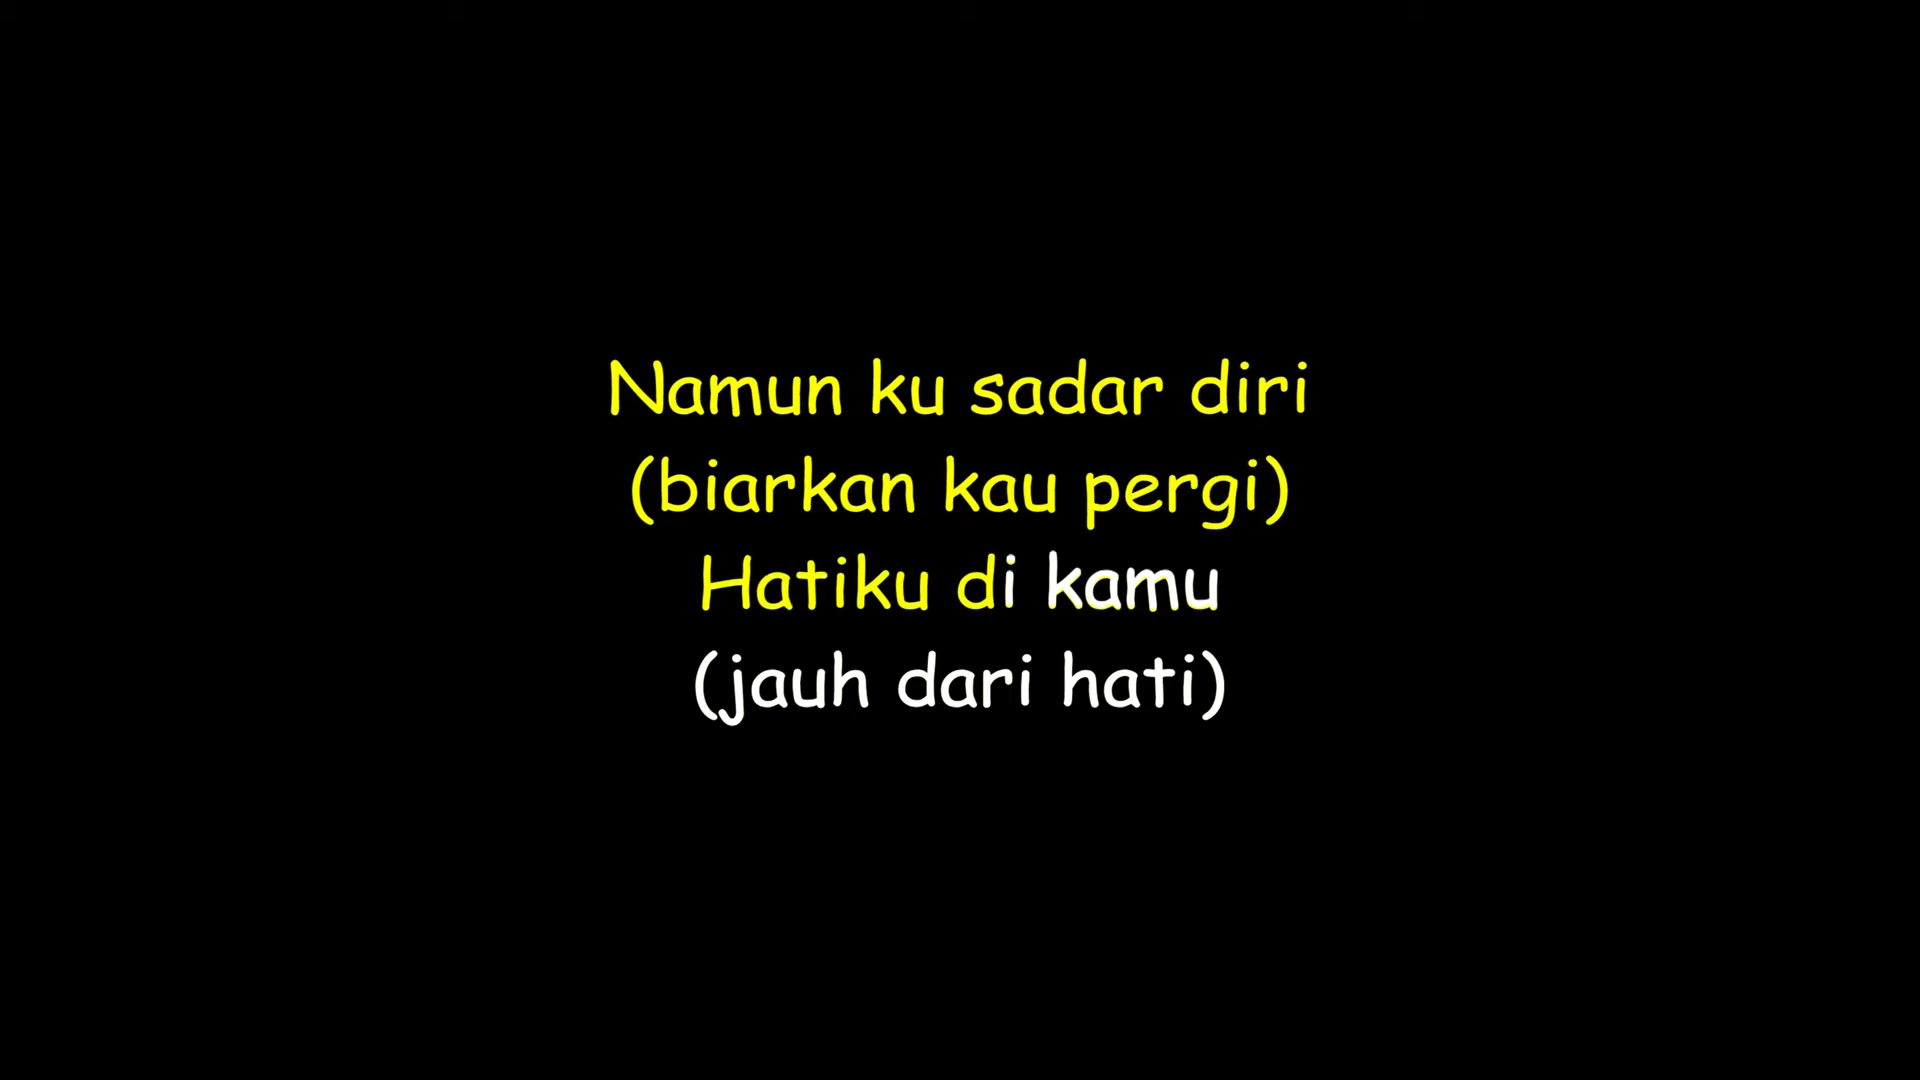 Namun ku sadar diri
(biarkan kau pergi)
Hatiku di kamu
(jauh dari hati)